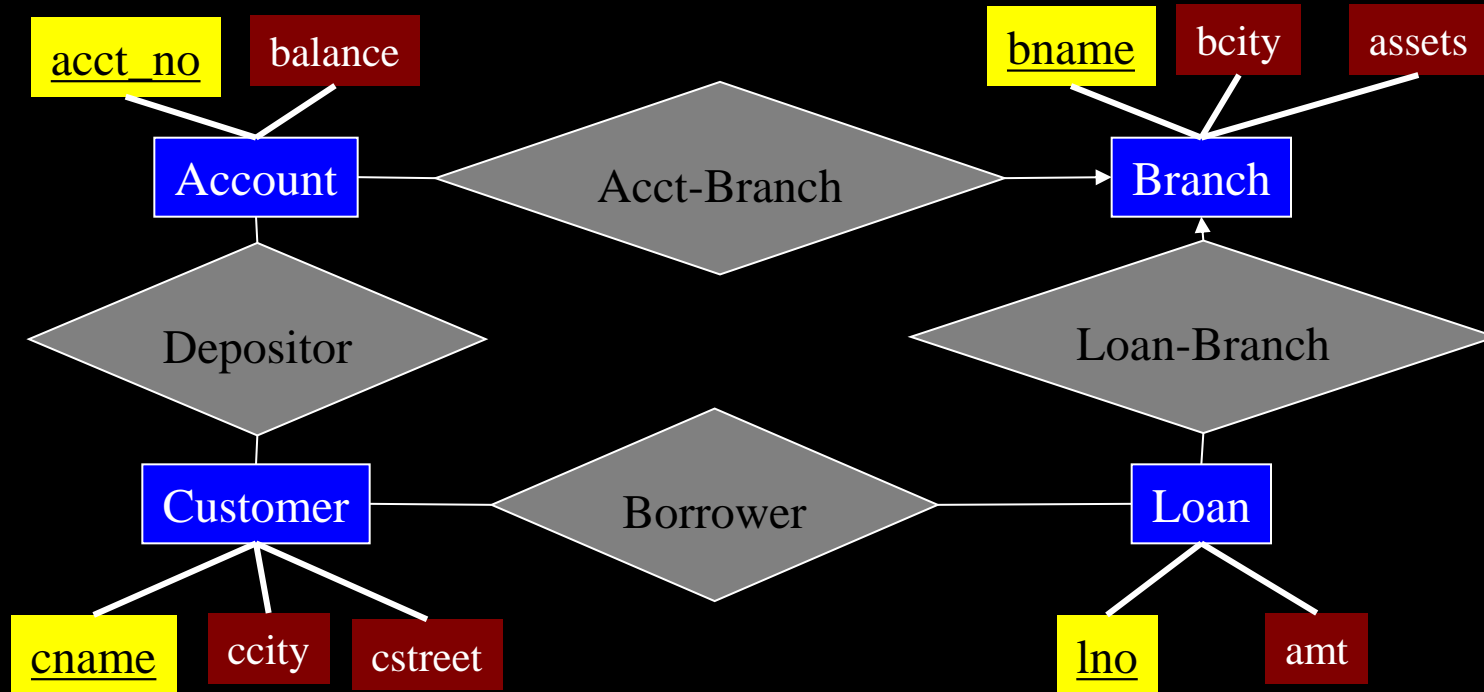 acct_no
balance
bname
bcity
assets
Account
Acct-Branch
Branch
Depositor
Loan-Branch
Customer
Borrower
Loan
cname
ccity
cstreet
lno
amt